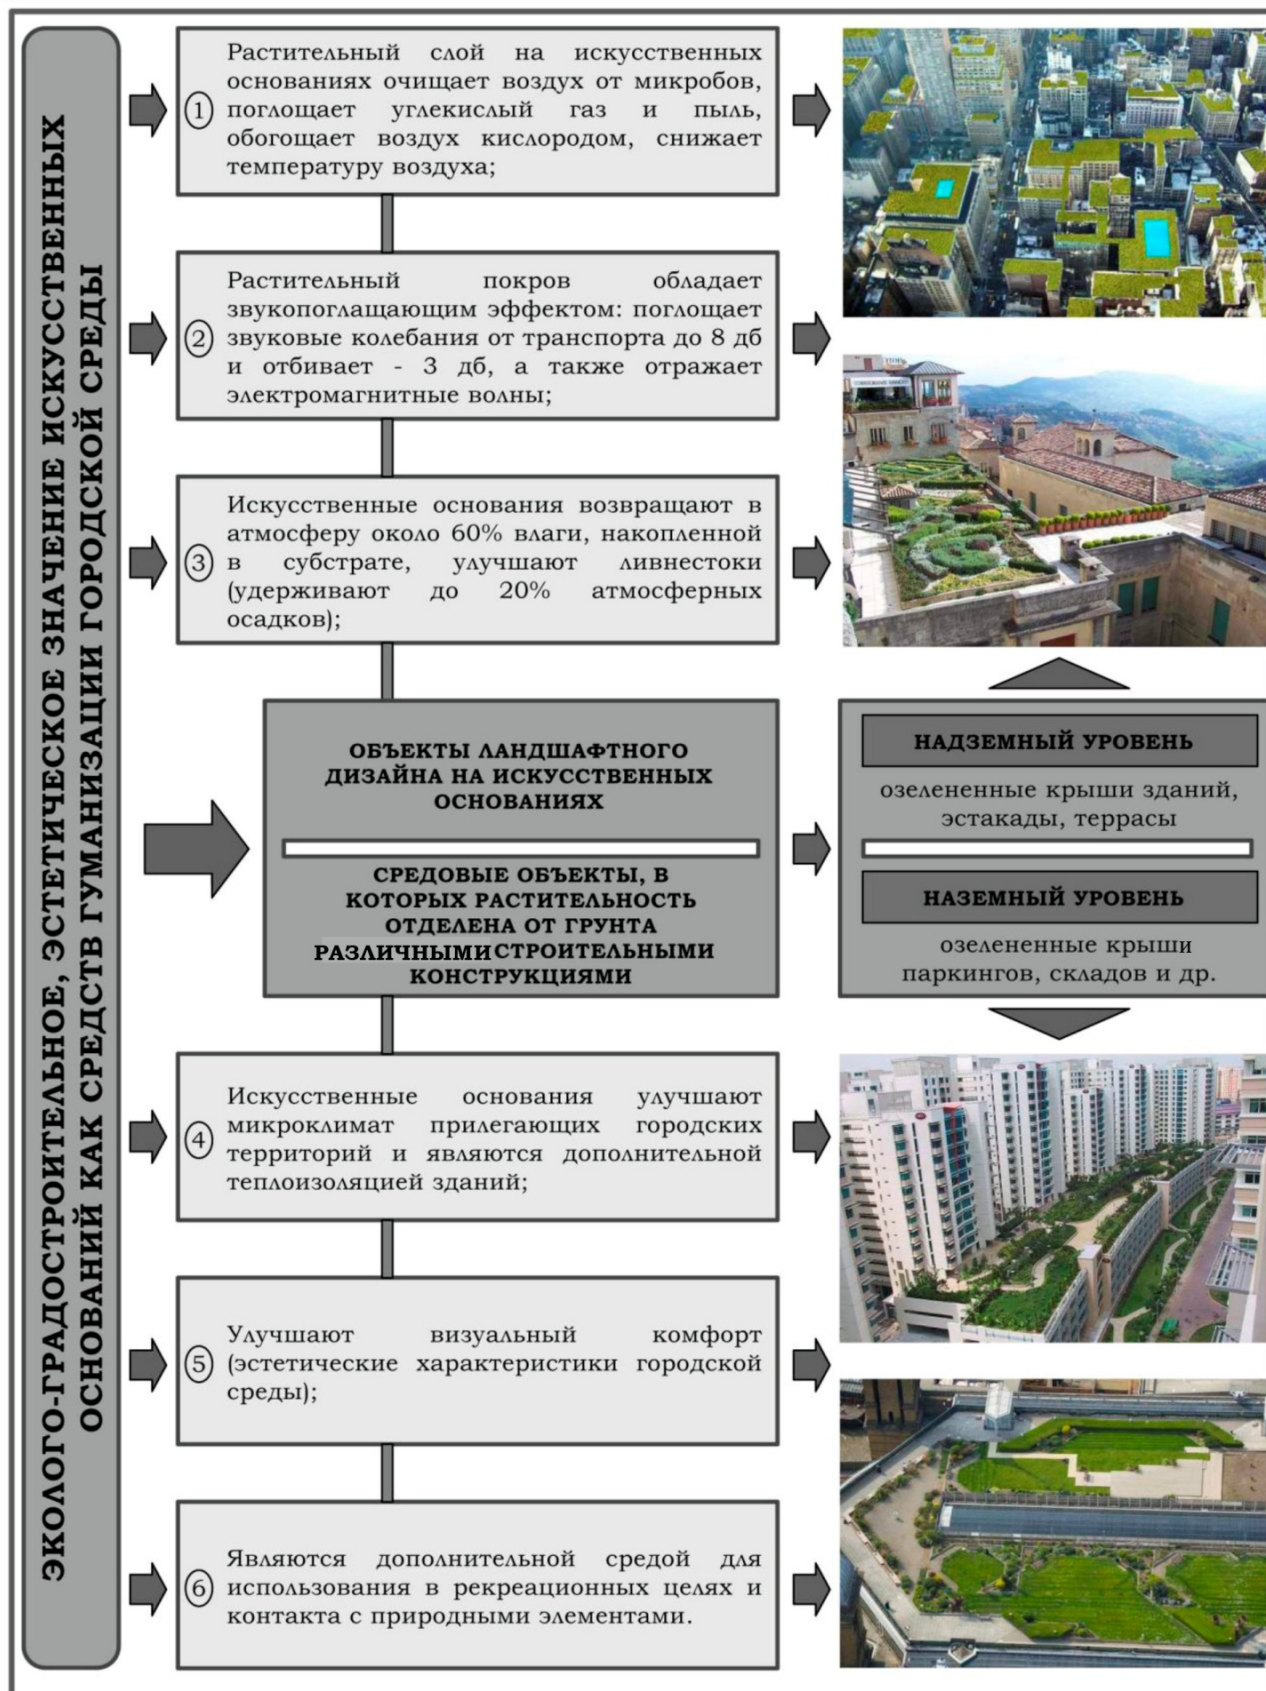 ЭКОЛОГО-ГРАДОСТРОИТЕЛЬНОЕ, ЭСТЕТИЧЕСКОЕ ЗНАЧЕНИЕ ИСКУССТВЕННЫХ
ОСНОВАНИЙ КАК СРЕДСТВ ГУМАНИЗАЦИИ ГОРОДСКОЙ СРЕДЫ
1
Растительный слой на искусственных
основаниях очищает воздух от микробов,
поглощает углекислый газ и пыль,
обогощает воздух кислородом, снижает
температуру воздуха;
2
Растительный покров обладает
звукопоглащающим эффектом: поглощает
звуковые колебания от транспорта до 8 дб
и отбивает - 3 дб, а также отражает
электромагнитные волны;
3
Искусственные основания возвращают в
атмосферу около 60% влаги, накопленной
в субстрате, улучшают ливнестоки
(удерживают до 20% атмосферных
осадков);
ОБЪЕКТЫ ЛАНДШАФТНОГО
ДИЗАЙНА НА ИСКУССТВЕННЫХ
ОСНОВАНИЯХ
СРЕДОВЫЕ ОБЪЕКТЫ, В
КОТОРЫХ РАСТИТЕЛЬНОСТЬ
ОТДЕЛЕНА ОТ ГРУНТА
РАЗЛИЧНЫМИ СТРОИТЕЛЬНЫМИ
КОНСТРУКЦИЯМИ
НАДЗЕМНЫЙ УРОВЕНЬ
озелененные крыши зданий,
эстакады, террасы
НАЗЕМНЫЙ УРОВЕНЬ
озелененные крыши
паркингов, складов и др.
4
Искусственные основания улучшают
микроклимат прилегающих городских
территорий и являются дополнительной
теплоизоляцией зданий;
5
Улучшают визуальный комфорт
(эстетические характеристики городской
среды);
6
Являются дополнительной средой для
использования в рекреационных целях и
контакта с природными элементами.